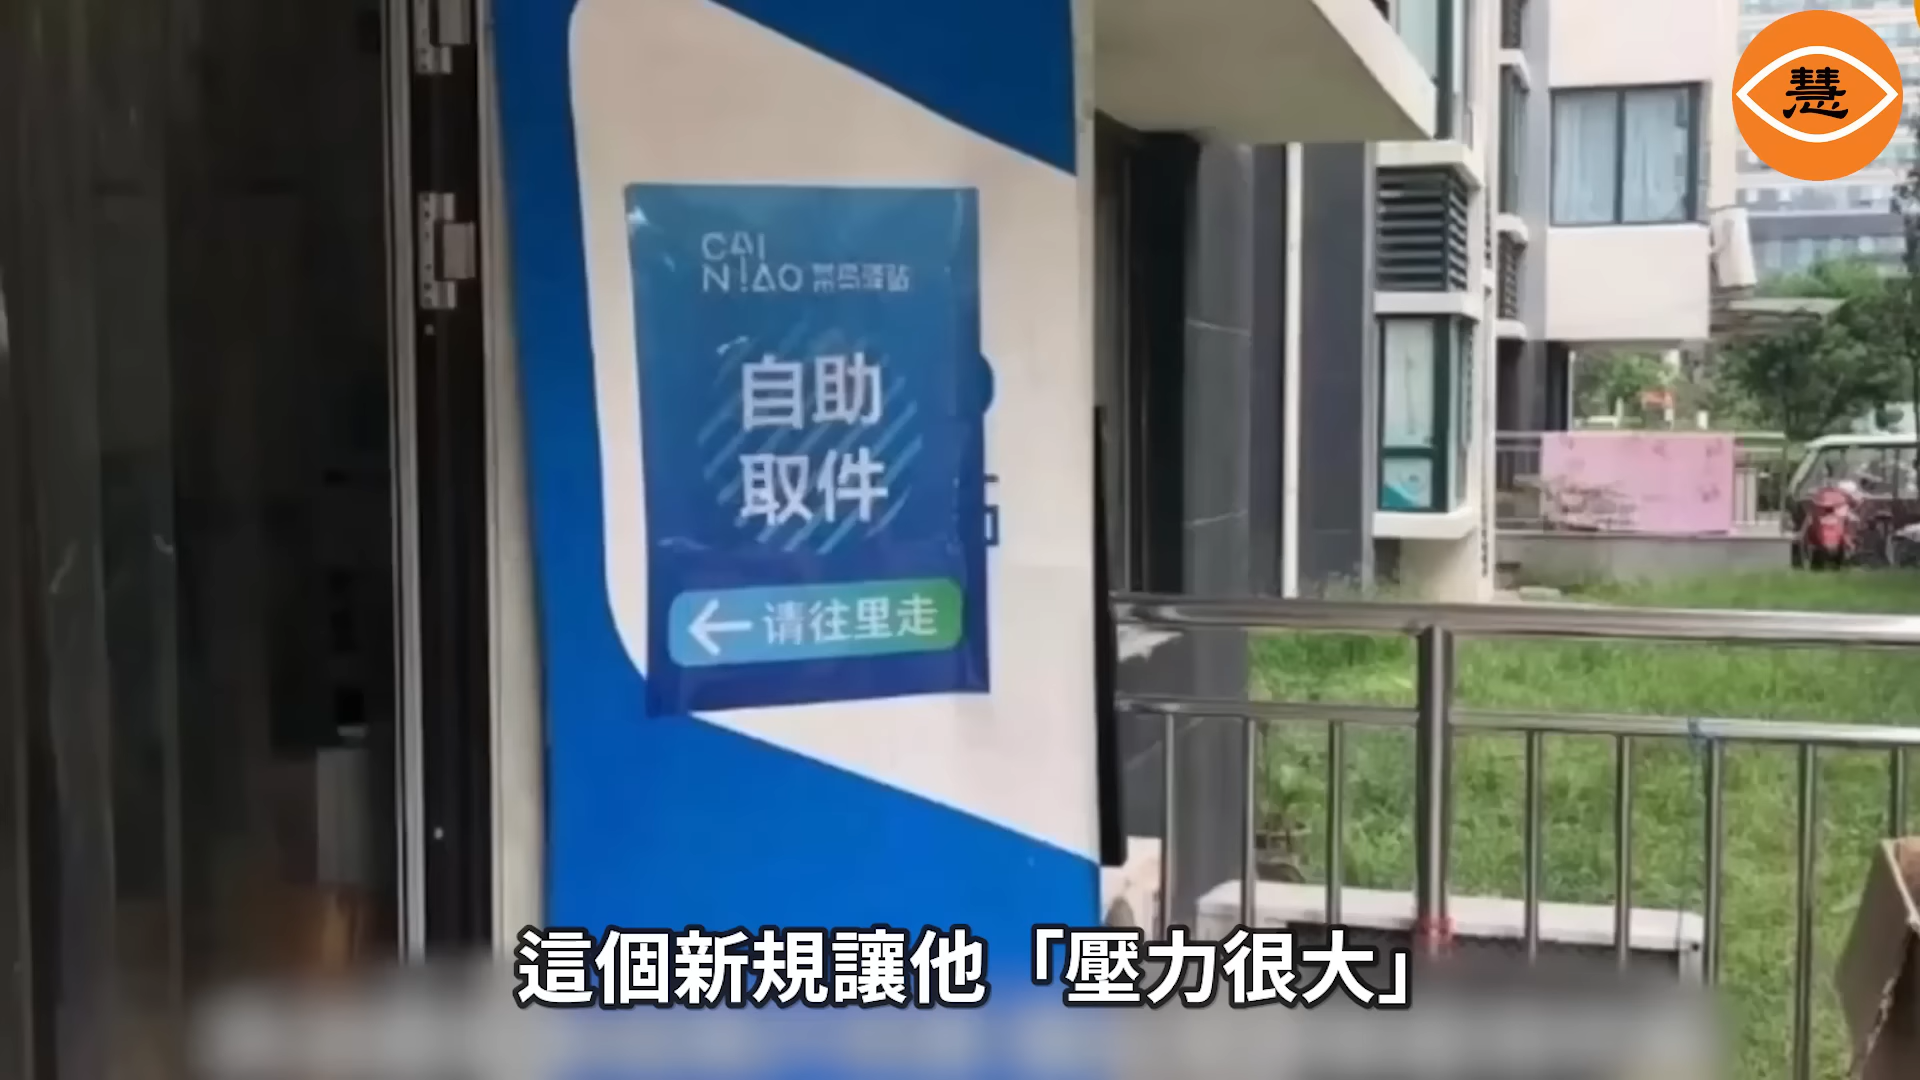 慧
CAI
NIAO 菜鸟驿站
自助
取件
请往里走
這個新規讓他「壓力很大」